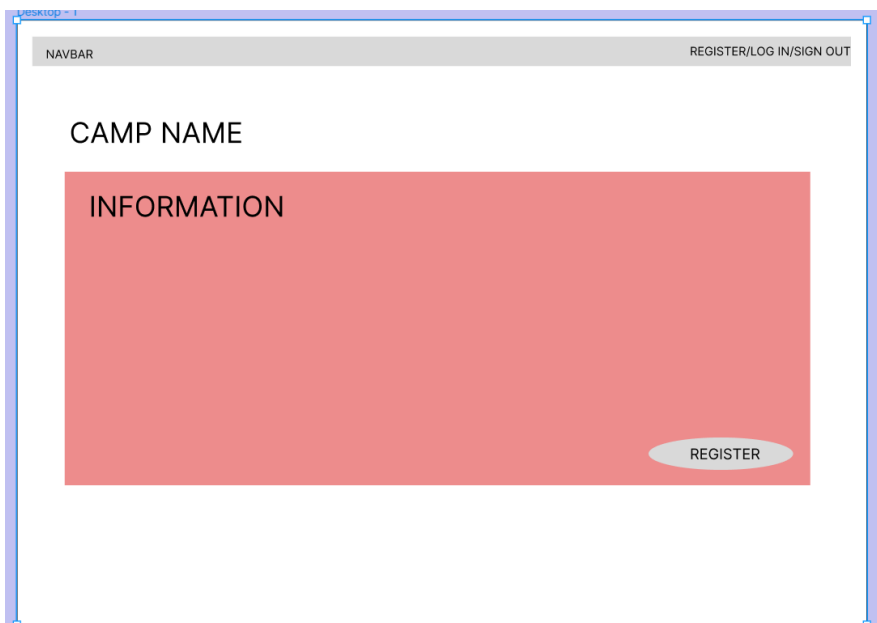 Desktop - 1
NAVBAR
REGISTER/LOG IN/SIGN OUT
CAMP NAME
INFORMATION
REGISTER